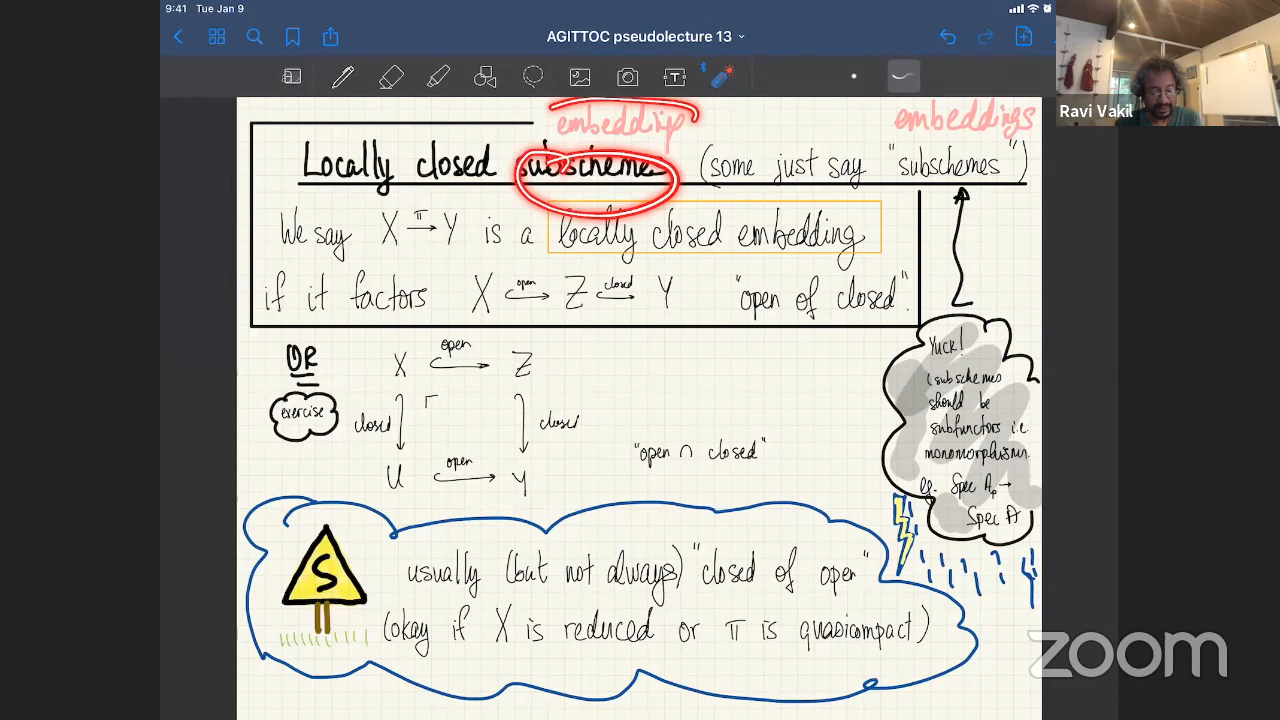 9:41 Tue Jan 9
AGITTOC pseudolecture 13
Ravi Vakil
embedding
embeddings
Locally closed subscheme (some just say "subschemes")
We say X π→ Y is a locally closed embedding
if it factors X open↪ Z closed↪ Y "open of closed".
OR
exercise
X open↪ Z
closed
closed
U open↪ Y
"open ∩ closed"
Yuck!
(subschemes
should be
subfunctors i.e.
monomorphisms.
eg. Spec Ap →
Spec A
S
usually (but not always) "closed of open"
(okay if X is reduced or π is quasicompact)
zoom